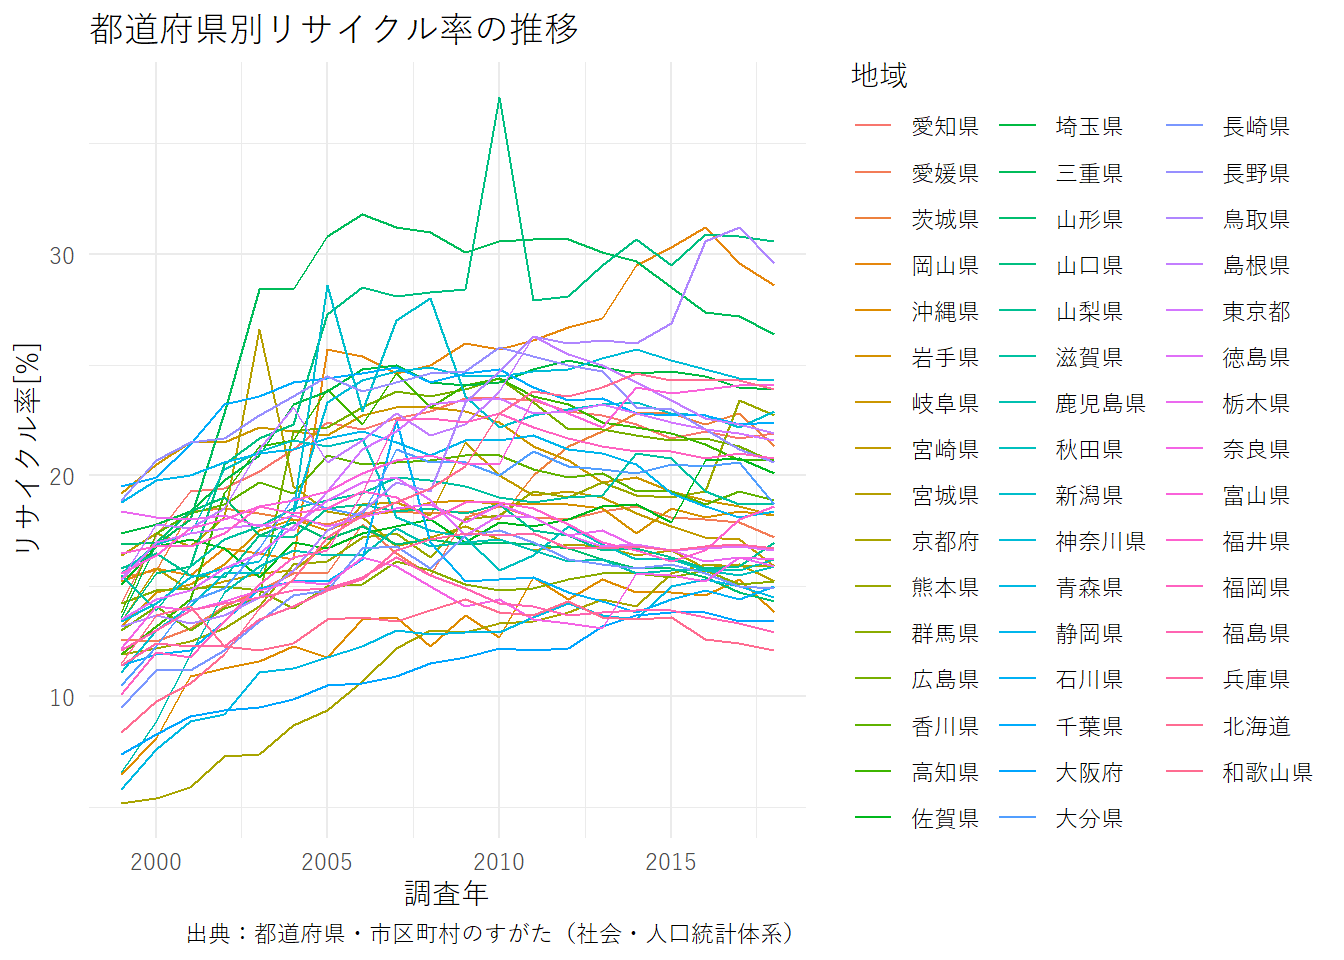 都道府県別リサイクル率の推移
リサイクル率[%]
30
20
10
2000 2005 2010 2015
調査年
出典：都道府県・市区町村のすがた（社会・人口統計体系）
地域
愛知県 埼玉県 長崎県
愛媛県 三重県 長野県
茨城県 山形県 鳥取県
岡山県 山口県 島根県
沖縄県 山梨県 東京都
岩手県 滋賀県 徳島県
岐阜県 鹿児島県 栃木県
宮崎県 秋田県 奈良県
宮城県 新潟県 富山県
京都府 神奈川県 福井県
熊本県 青森県 福岡県
群馬県 静岡県 福島県
広島県 石川県 兵庫県
香川県 千葉県 北海道
高知県 大阪府 和歌山県
佐賀県 大分県